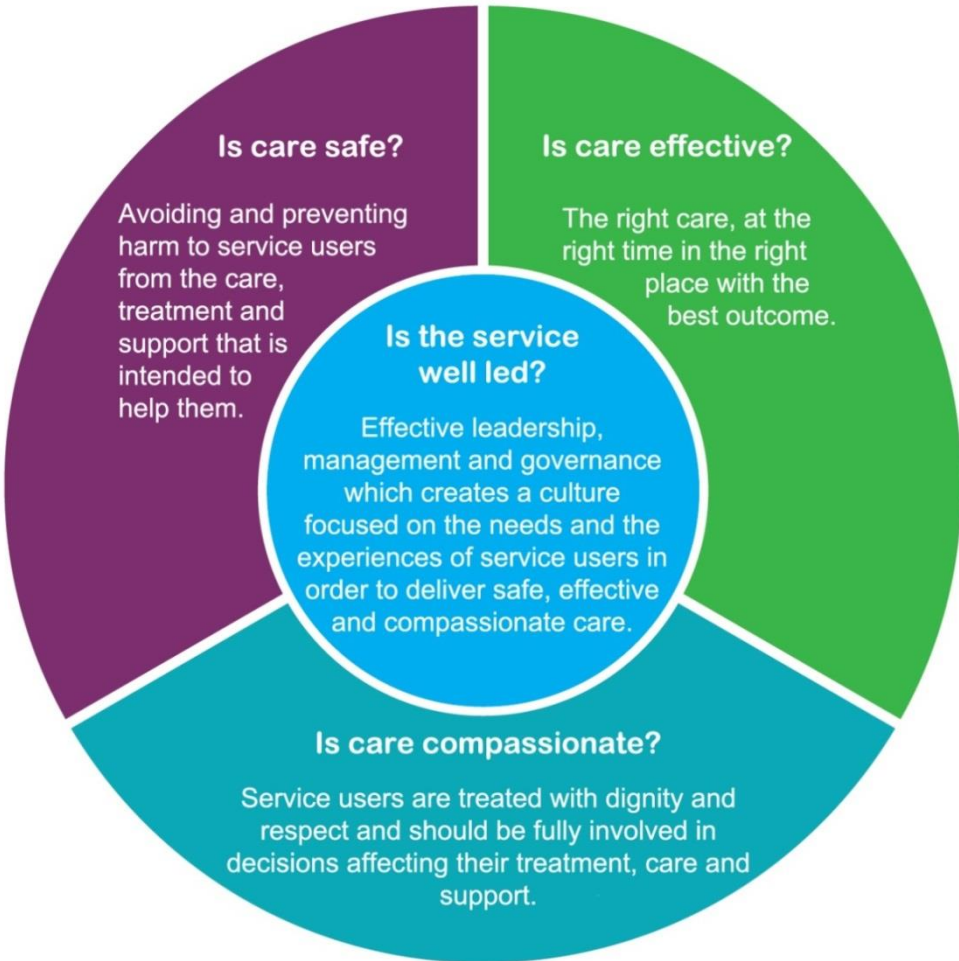 Is care safe?
Avoiding and preventing
harm to service users
from the care,
treatment and
support that is
intended to
help them.
Is care effective?
The right care, at the
right time in the right
place with the
best outcome.
Is the service
well led?
Effective leadership,
management and governance
which creates a culture
focused on the needs and the
experiences of service users in
order to deliver safe, effective
and compassionate care.
Is care compassionate?
Service users are treated with dignity and
respect and should be fully involved in
decisions affecting their treatment, care and
support.